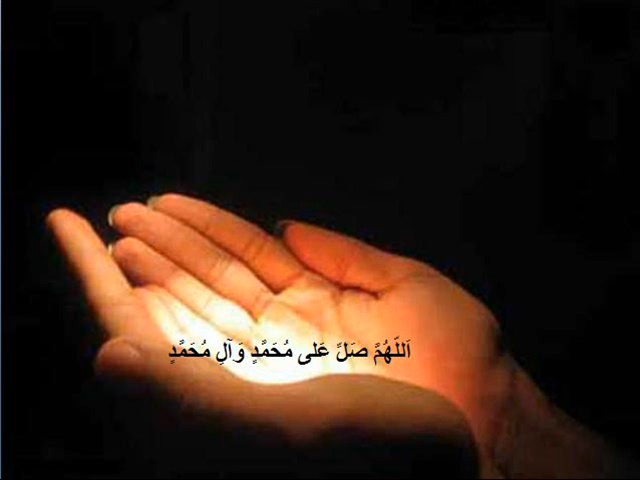 اَللّهُمَّ صَلِّ عَلى مُحَمَّدٍ وَآلِ مُحَمَّدٍ